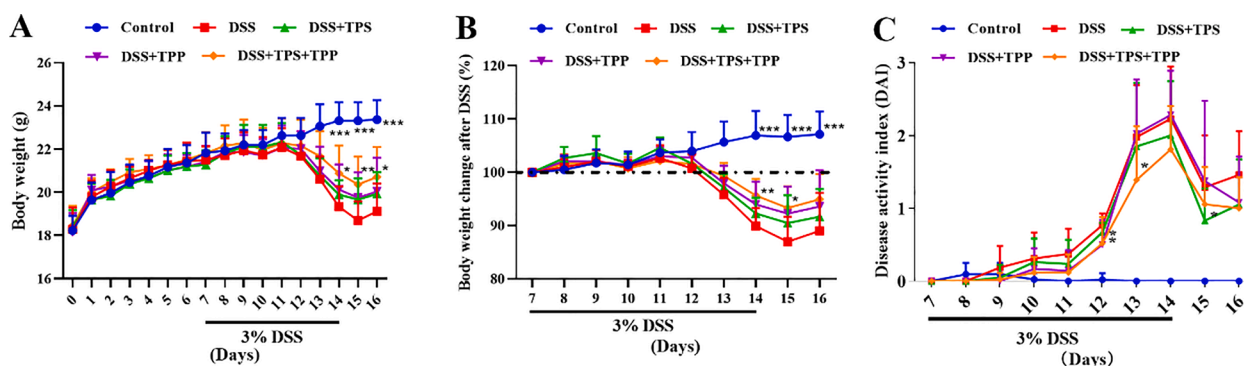 A
Control DSS DSS+TPS
DSS+TPP DSS+TPS+TPP
Body weight (g)
26
24
22
20
18
16
***
***
***
*
**
*
0 1 2 3 4 5 6 7 8 9 10 11 12 13 14 15 16
3% DSS
(Days)
B
Control DSS DSS+TPS
DSS+TPP DSS+TPS+TPP
Body weight change after DSS (%)
120
110
100
90
80
***
***
***
**
*
7 8 9 10 11 12 13 14 15 16
3% DSS
(Days)
C
Control DSS DSS+TPS
DSS+TPP DSS+TPS+TPP
Disease activity index (DAI)
3
2
1
0
*
*
*
*
7 8 9 10 11 12 13 14 15 16
3% DSS
(Days)